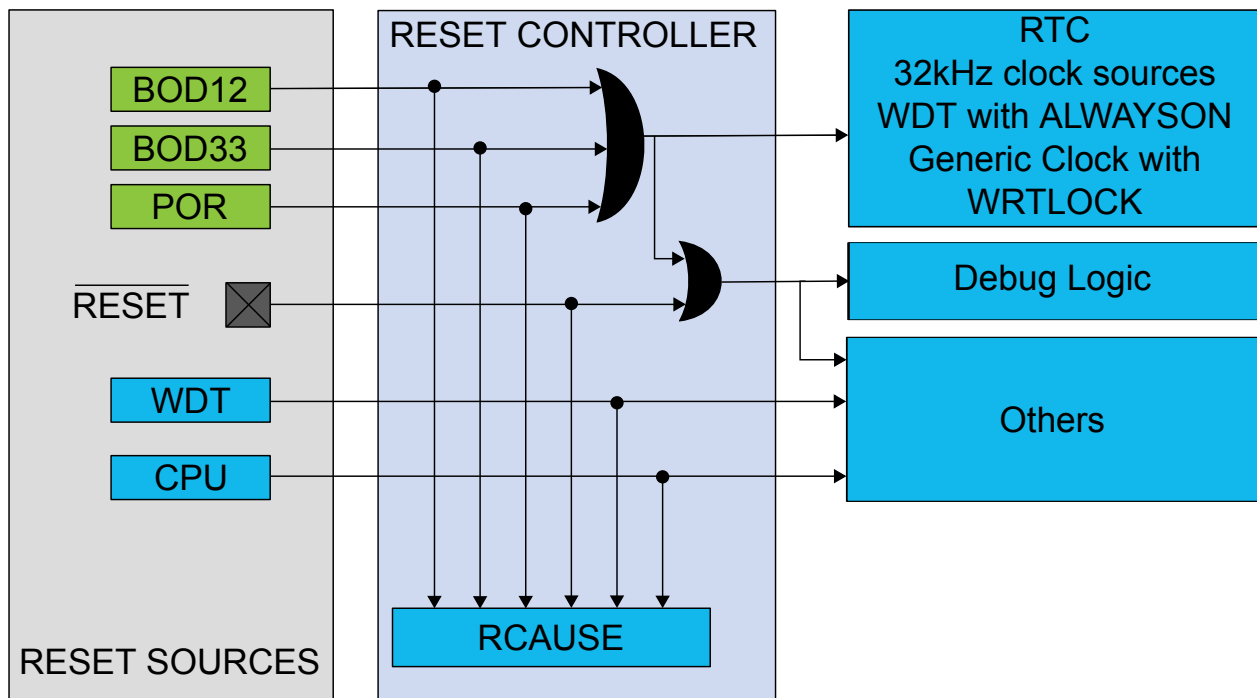 RESET CONTROLLER
RTC
32kHz clock sources
WDT with ALWAYSON
Generic Clock with
WRTLOCK
BOD12
BOD33
POR
RESET
Debug Logic
WDT
Others
CPU
RCAUSE
RESET SOURCES